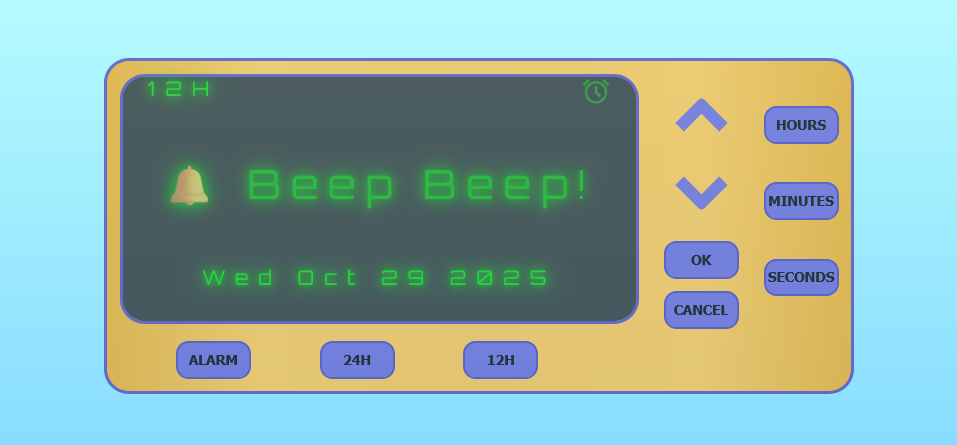 12H
🔔 Beep Beep!
Wed Oct 29 2025
HOURS
MINUTES
SECONDS
OK
CANCEL
ALARM
24H
12H